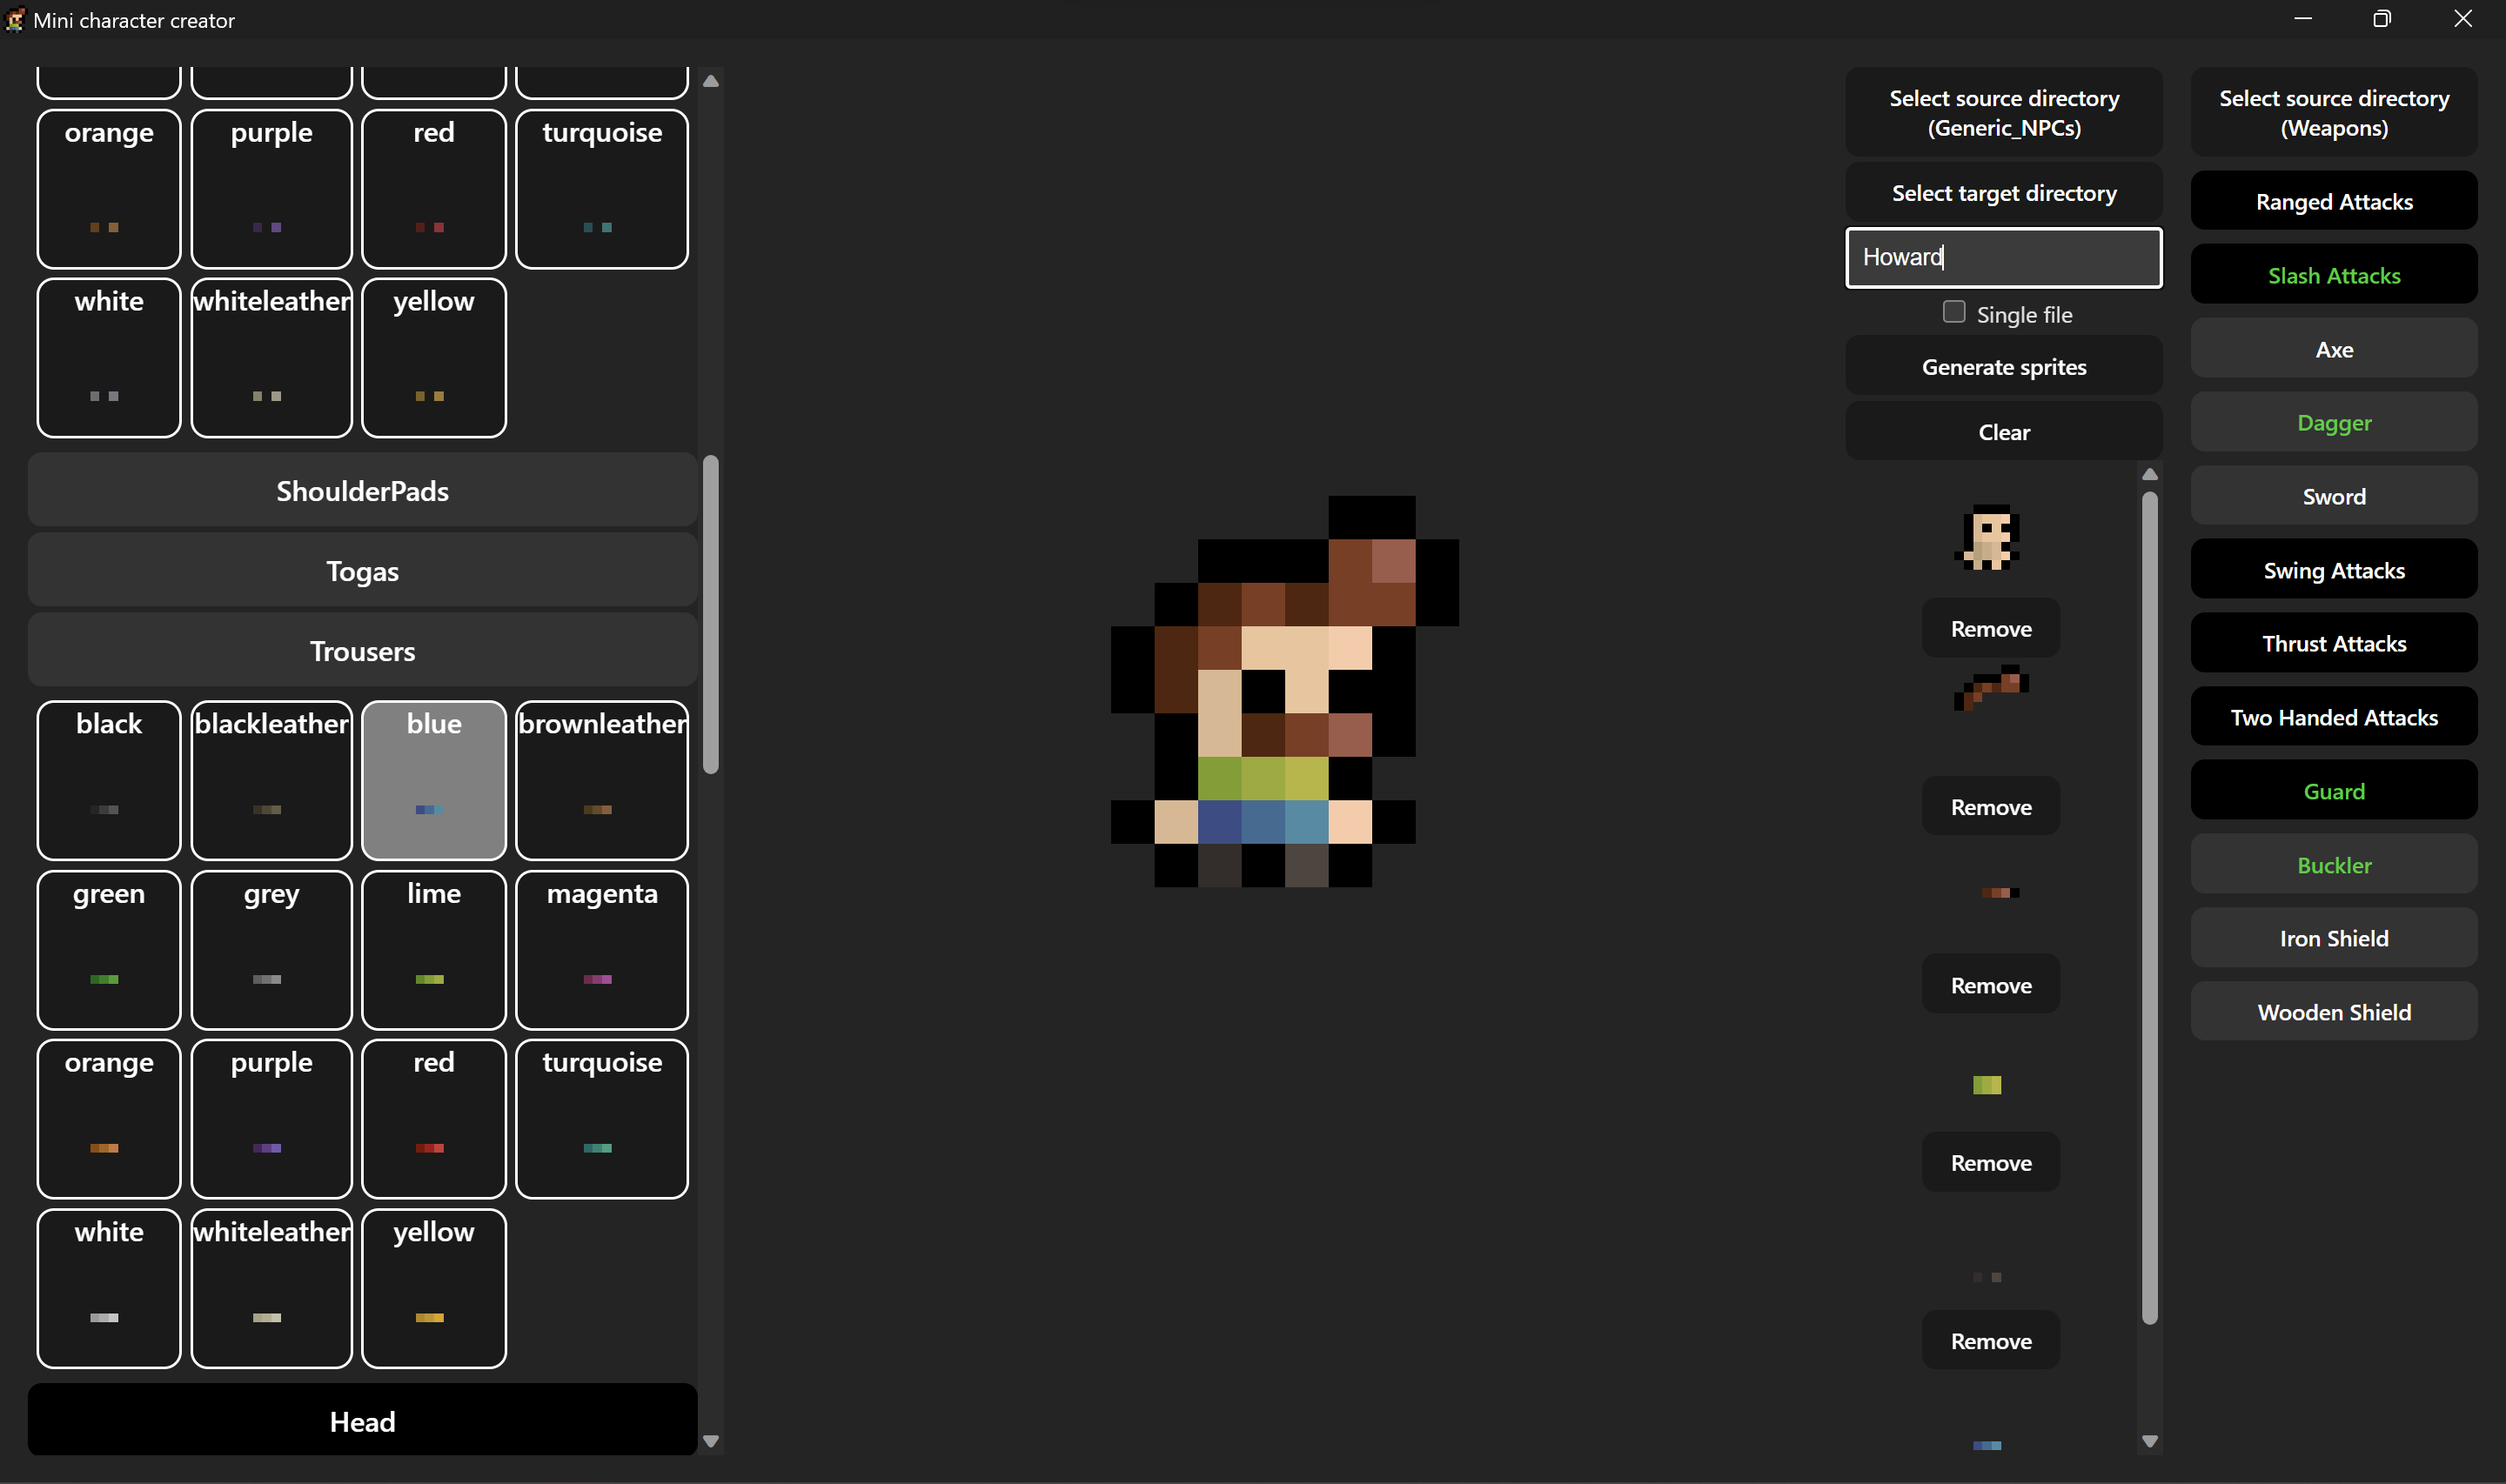 Mini character creator
orange
purple
red
turquoise
white
whiteleather
yellow
ShoulderPads
Togas
Trousers
black
blackleather
blue
brownleather
green
grey
lime
magenta
orange
purple
red
turquoise
white
whiteleather
yellow
Head
Select source directory
(Generic_NPCs)
Select target directory
Howard
Single file
Generate sprites
Clear
Remove
Remove
Remove
Remove
Remove
Select source directory
(Weapons)
Ranged Attacks
Slash Attacks
Axe
Dagger
Sword
Swing Attacks
Thrust Attacks
Two Handed Attacks
Guard
Buckler
Iron Shield
Wooden Shield